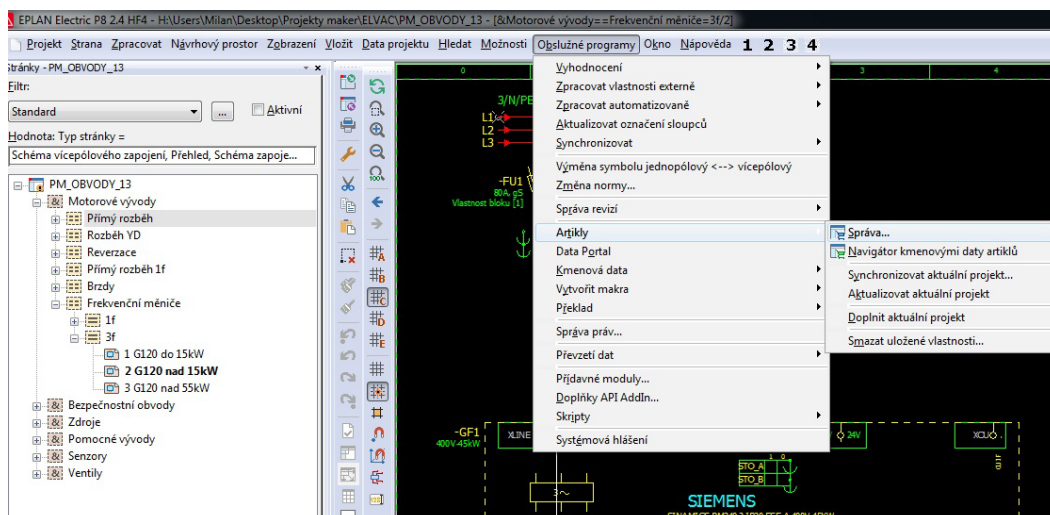 EPLAN Electric P8 2.4 HF4 - H:\Users\Milan\Desktop\Projekty maker\ELVAC\PM_OBVODY_13 - [&Motorové vývody==Frekvenční měniče=3f/2]
Projekt Strana Zpracovat Návrhový prostor Zobrazení Vložit Data projektu Hledat Možnosti Obslužné programy Okno Nápověda 1 2 3 4
Stránky - PM_OBVODY_13
Filtr:
Standard ... Aktivní
Hodnota: Typ stránky =
Schéma vícepólového zapojení, Přehled, Schéma zapoje...
PM_OBVODY_13
Motorové vývody
Přímý rozběh
Rozběh YD
Reverzace
Přímý rozběh 1f
Brzdy
Frekvenční měniče
1f
3f
1 G120 do 15kW
2 G120 nad 15kW
3 G120 nad 55kW
Bezpečnostní obvody
Zdroje
Pomocné vývody
Senzory
Ventily
100%
A
B
C
D
E
0
3
4
3/N/PE
L1
L2
L3
-FU1
80A, gS
Vlastnost bloku [1]
Vyhodnocení
Zpracovat vlastnosti externě
Zpracovat automatizované
Aktualizovat označení sloupců
Synchronizovat
Výměna symbolu jednopólový <--> vícepólový
Změna normy...
Správa revizí
Artikly
Data Portal
Kmenová data
Vytvořit makra
Překlad
Správa práv...
Převzetí dat
Přídavné moduly...
Doplňky API AddIn...
Skripty
Systémová hlášení
Správa...
Navigátor kmenovými daty artiklů
Synchronizovat aktuální projekt...
Aktualizovat aktuální projekt
Doplnit aktuální projekt
Smazat uložené vlastnosti...
-GF1
400V-45kW
XLINE
24V
XCU
1 0
STO_A
STO_B
3~
SIEMENS